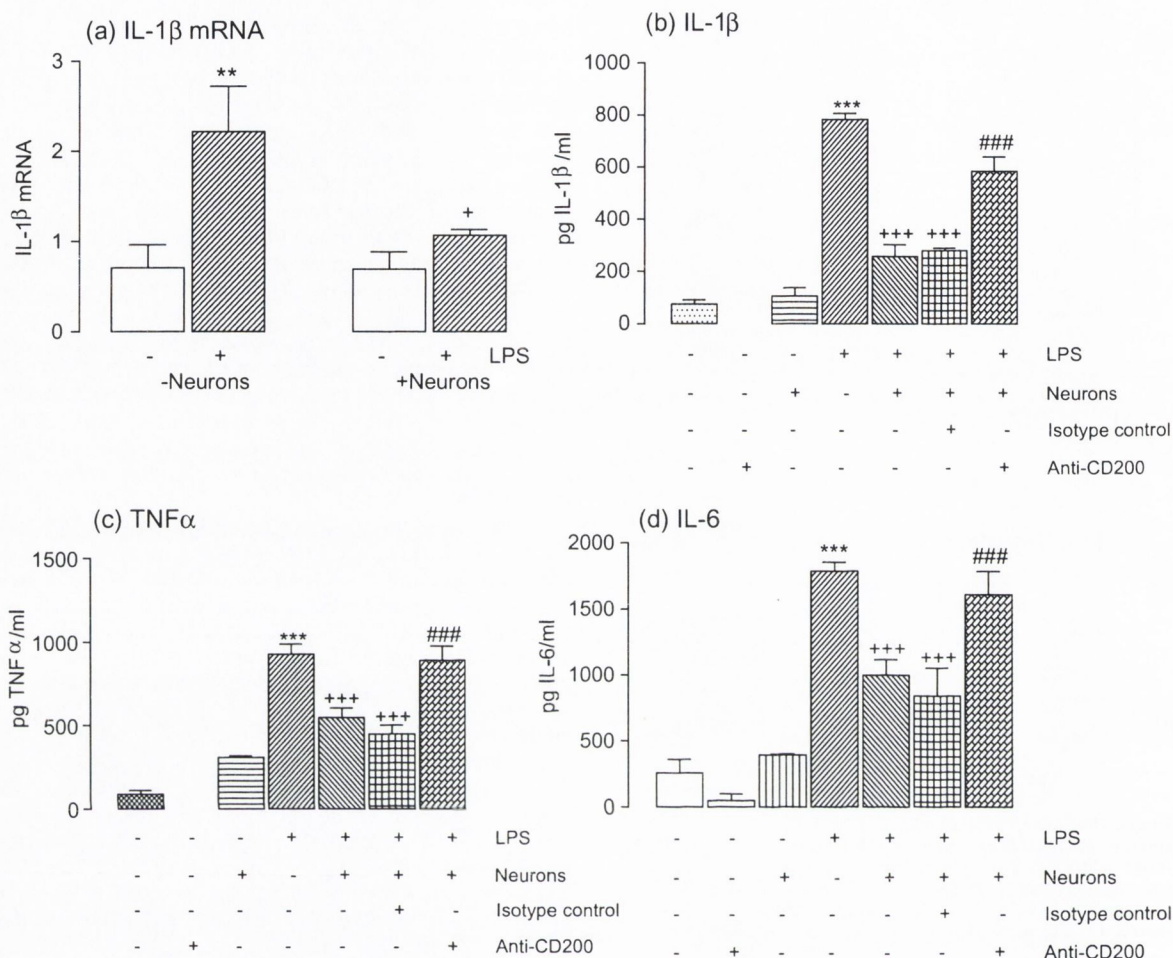 (a) IL-1β mRNA
IL-1β mRNA
3
2
1
0
**
+
- + - + LPS
-Neurons +Neurons
(b) IL-1β
pg IL-1β/ml
1000
800
600
400
200
0
***
+++
+++
###
- - - + + + + LPS
- - + - + + + Neurons
- - - - - + - Isotype control
- + - - - - + Anti-CD200
(c) TNFα
pg TNFα/ml
1500
1000
500
0
***
+++
+++
###
- - - + + + + LPS
- - + - + + + Neurons
- - - - - + - Isotype control
- + - - - - + Anti-CD200
(d) IL-6
pg IL-6/ml
2000
1500
1000
500
0
***
+++
+++
###
- - - + + + + LPS
- - + - + + + Neurons
- - - - - + - Isotype control
- + - - - - + Anti-CD200